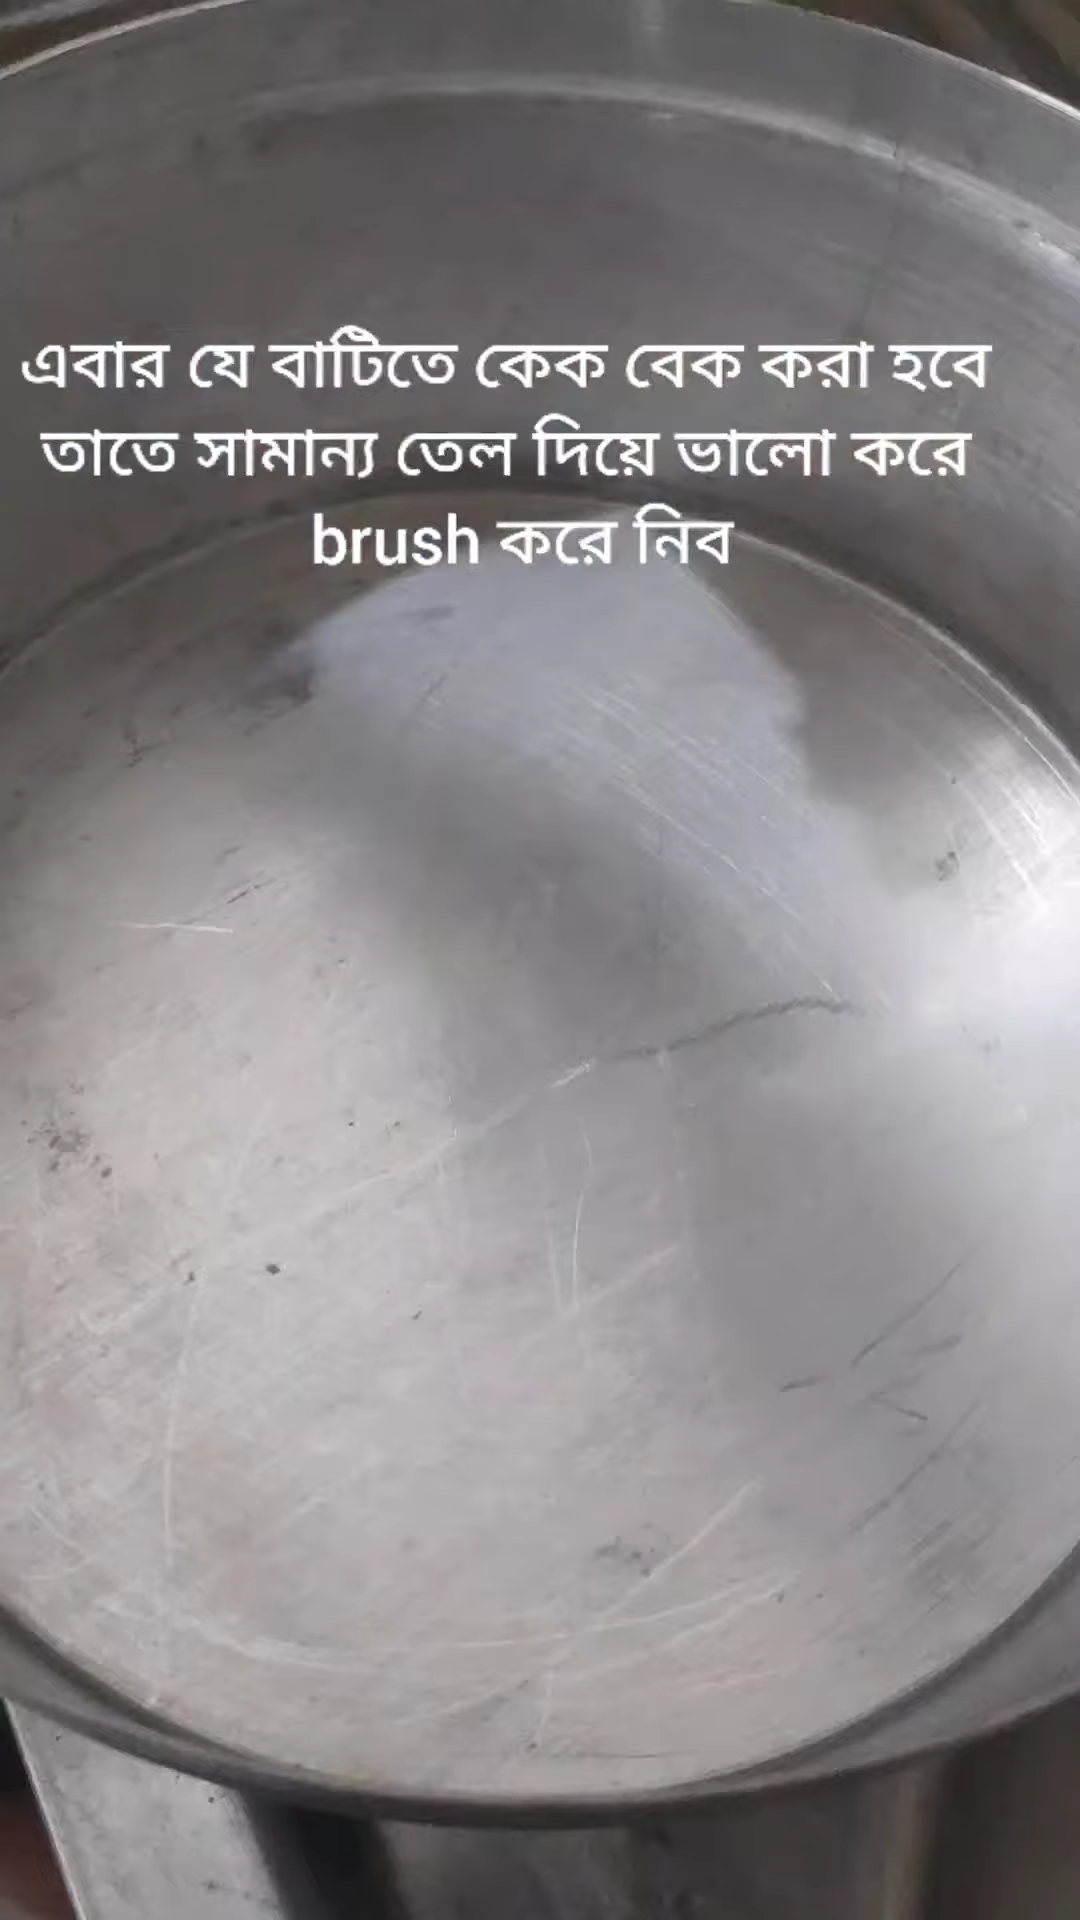 এবার যে বাটিতে কেক বেক করা হবে
তাতে সামান্য তেল দিয়ে ভালো করে
brush করে নিব